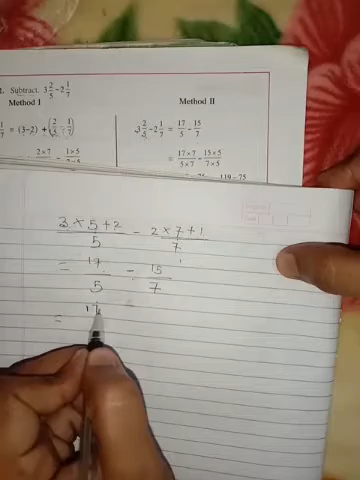 Subtract. 3 2/5 - 2 1/7
Method I
Method II
1/7 = (3-2) + (2/5 - 1/7)
3 2/5 - 2 1/7 = 17/5 - 15/7
2×7 1×5
= 17×7/5×7 - 15×5/7×5
119-75
3×5+2/5 - 2×7+1/7
= 17/5 - 15/7
= 17